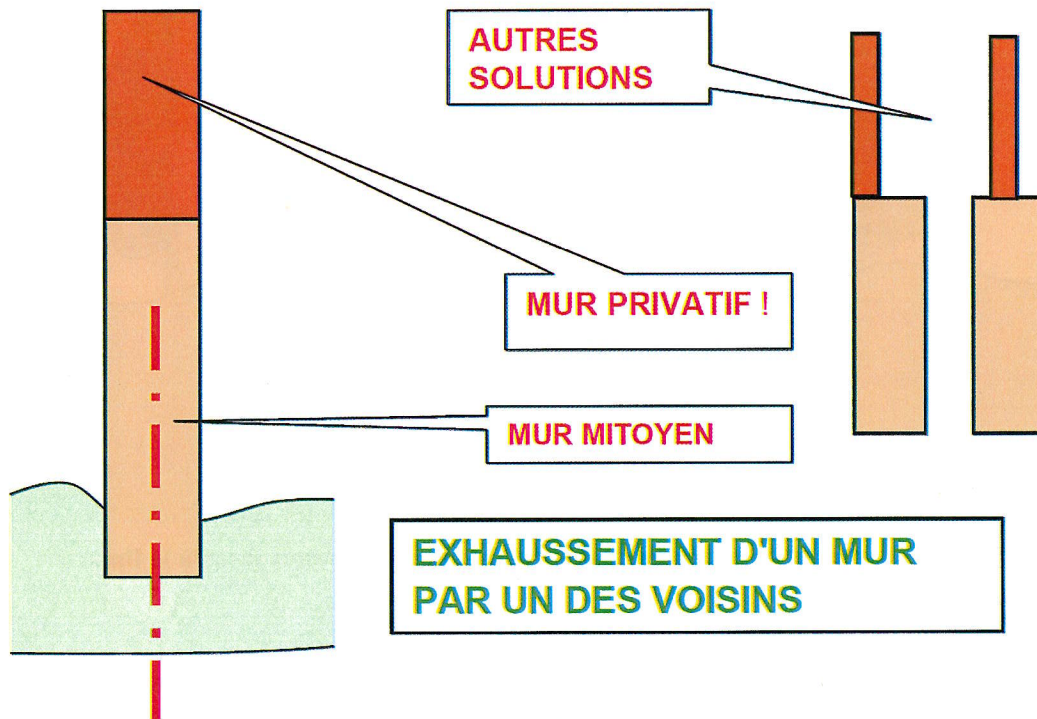 AUTRES
SOLUTIONS
MUR PRIVATIF !
MUR MITOYEN
EXHAUSSEMENT D'UN MUR
PAR UN DES VOISINS